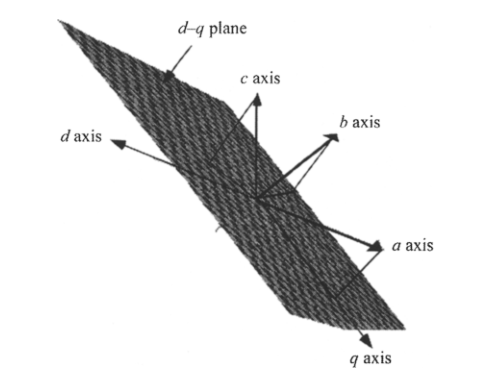 d–q plane
c axis
b axis
d axis
a axis
q axis